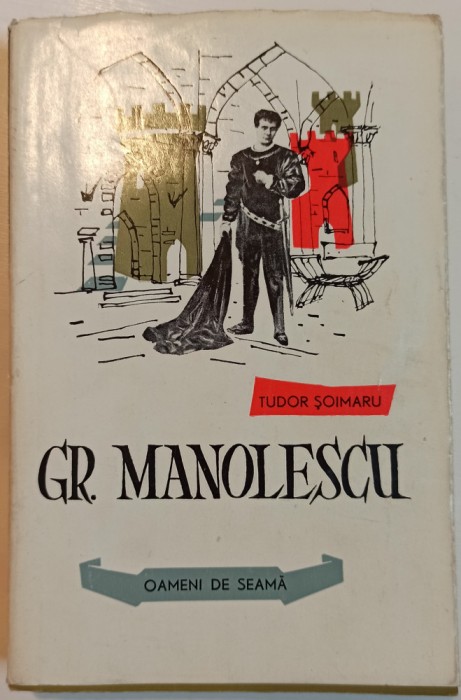 TUDOR ŞOIMARU
GR. MANOLESCU
OAMENI DE SEAMĂ